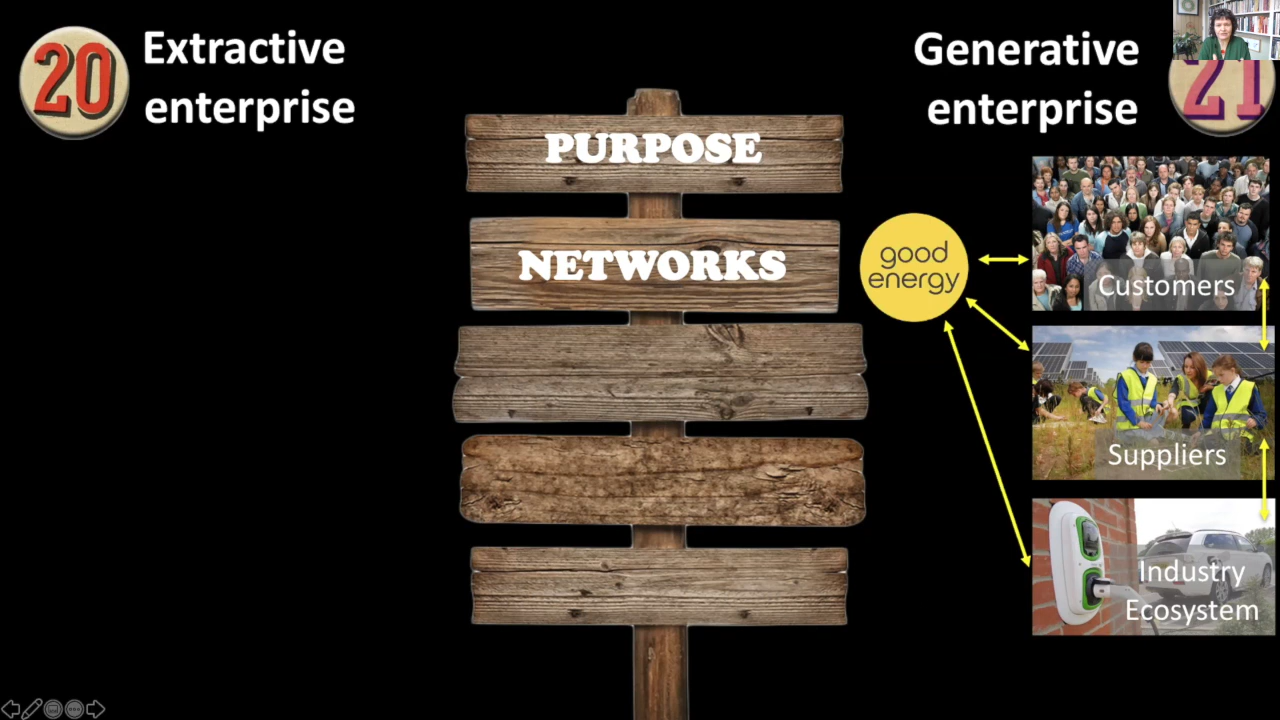 20
Extractive
enterprise
Generative
enterprise
21
PURPOSE
NETWORKS
good
energy
Customers
Suppliers
Industry
Ecosystem